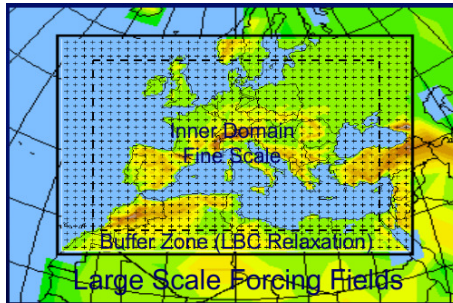 Inner Domain
Fine Scale
Buffer Zone (LBC Relaxation)
Large Scale Forcing Fields